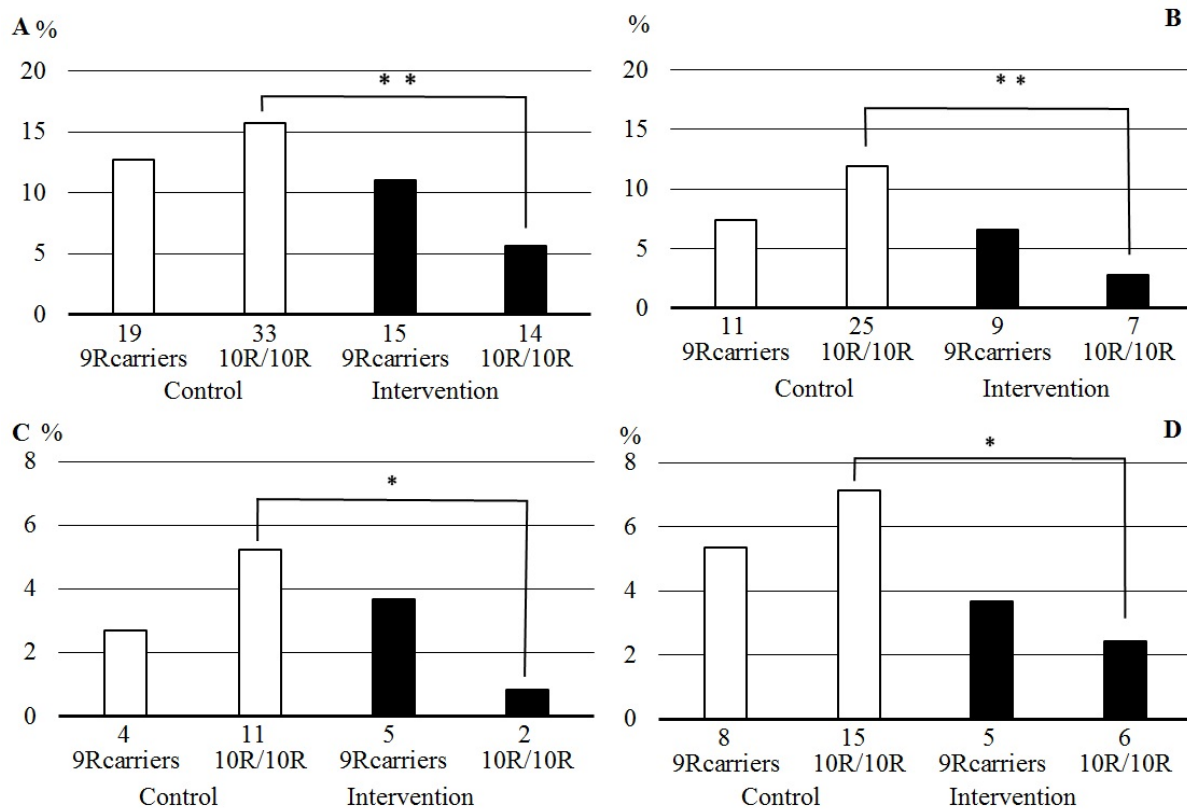 A %
20
* *
15
10
5
0
19 33 15 14
9Rcarriers 10R/10R 9Rcarriers 10R/10R
Control Intervention
% B
20
* *
15
10
5
0
11 25 9 7
9Rcarriers 10R/10R 9Rcarriers 10R/10R
Control Intervention
C %
8
*
6
4
2
0
4 11 5 2
9Rcarriers 10R/10R 9Rcarriers 10R/10R
Control Intervention
% D
8
*
6
4
2
0
8 15 5 6
9Rcarriers 10R/10R 9Rcarriers 10R/10R
Control Intervention